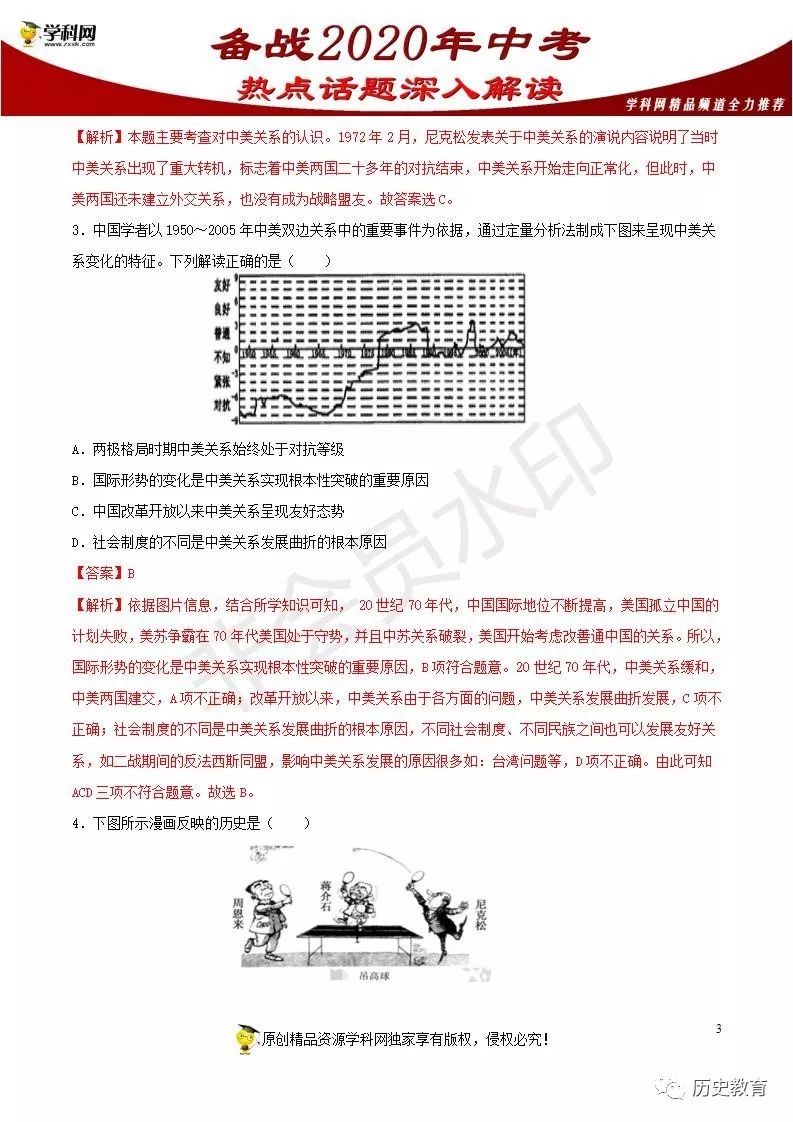 学科网
www.zxxk.com
备战2020年中考
热点话题深入解读
学科网精品频道全力推荐
【解析】本题主要考查对中美关系的认识。1972年2月，尼克松发表关于中美关系的演说内容说明了当时
中美关系出现了重大转机，标志着中美两国二十多年的对抗结束，中美关系开始走向正常化，但此时，中
美两国还未建立外交关系，也没有成为战略盟友。故答案选C。
3．中国学者以1950～2005年中美双边关系中的重要事件为依据，通过定量分析法制成下图来呈现中美关
系变化的特征。下列解读正确的是（　　）
友好
良好
普通
不知
紧张
对抗
A．两极格局时期中美关系始终处于对抗等级
B．国际形势的变化是中美关系实现根本性突破的重要原因
C．中国改革开放以来中美关系呈现友好态势
D．社会制度的不同是中美关系发展曲折的根本原因
【答案】B
【解析】依据图片信息，结合所学知识可知， 20世纪70年代，中国国际地位不断提高，美国孤立中国的
计划失败，美苏争霸在70年代美国处于守势，并且中苏关系破裂，美国开始考虑改善通中国的关系。所以，
国际形势的变化是中美关系实现根本性突破的重要原因，B项符合题意。20世纪70年代，中美关系缓和，
中美两国建交，A项不正确；改革开放以来，中美关系由于各方面的问题，中美关系发展曲折发展，C项不
正确；社会制度的不同是中美关系发展曲折的根本原因，不同社会制度、不同民族之间也可以发展友好关
系，如二战期间的反法西斯同盟，影响中美关系发展的原因很多如：台湾问题等，D项不正确。由此可知
ACD三项不符合题意。故选B。
4．下图所示漫画反映的历史是（　　）
周恩来
蒋介石
尼克松
吊高球
非会员水印
3
原创精品资源学科网独家享有版权，侵权必究！
历史教育